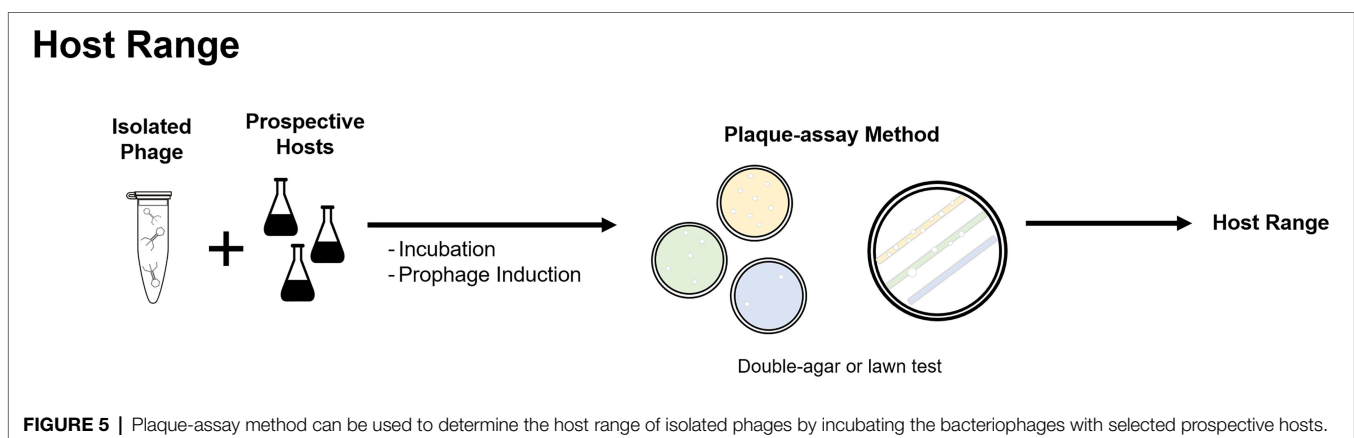 Host Range
Isolated
Phage
+
Prospective
Hosts
- Incubation
- Prophage Induction
Plaque-assay Method
Double-agar or lawn test
Host Range
FIGURE 5 | Plaque-assay method can be used to determine the host range of isolated phages by incubating the bacteriophages with selected prospective hosts.